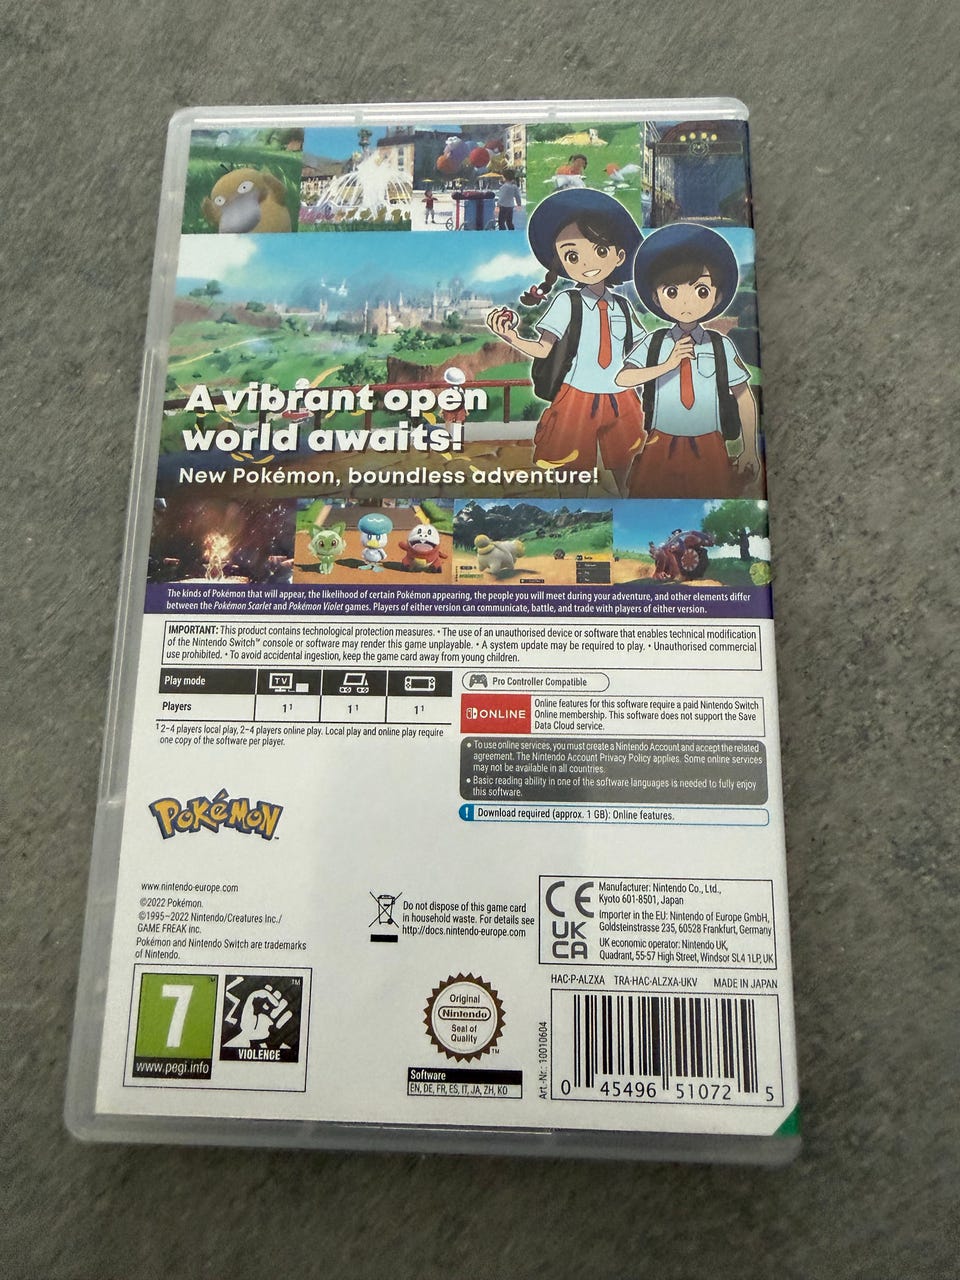 A vibrant open
world awaits!
New Pokémon, boundless adventure!
The kinds of Pokémon that will appear, the likelihood of certain Pokémon appearing, the people you will meet during your adventure, and other elements differ
between the Pokémon Scarlet and Pokémon Violet games. Players of either version can communicate, battle, and trade with players of either version.
IMPORTANT: This product contains technological protection measures. • The use of an unauthorised device or software that enables technical modification
of the Nintendo Switch™ console or software may render this game unplayable. • A system update may be required to play. • Unauthorised commercial
use prohibited. • To avoid accidental ingestion, keep the game card away from young children.
Play mode TV
Players 1¹ 1¹ 1¹
¹ 2–4 players local play, 2–4 players online play. Local play and online play require
one copy of the software per player.
Pro Controller Compatible
ONLINE
Online features for this software require a paid Nintendo Switch
Online membership. This software does not support the Save
Data Cloud service.
• To use online services, you must create a Nintendo Account and accept the related
agreement. The Nintendo Account Privacy Policy applies. Some online services
may not be available in all countries.
• Basic reading ability in one of the software languages is needed to fully enjoy
this software.
! Download required (approx. 1 GB): Online features.
POKéMON™
www.nintendo-europe.com
©2022 Pokémon.
©1995–2022 Nintendo/Creatures Inc./
GAME FREAK inc.
Pokémon and Nintendo Switch are trademarks
of Nintendo.
Do not dispose of this game card
in household waste. For details see
http://docs.nintendo-europe.com
CE
UK
CA
Manufacturer: Nintendo Co., Ltd.,
Kyoto 601-8501, Japan
Importer in the EU: Nintendo of Europe GmbH,
Goldsteinstrasse 235, 60528 Frankfurt, Germany
UK economic operator: Nintendo UK,
Quadrant, 55-57 High Street, Windsor SL4 1LP, UK
HAC-P-ALZXA TRA-HAC-ALZXA-UKV MADE IN JAPAN
7™
www.pegi.info
™
VIOLENCE
Original
Nintendo
Seal of
Quality
™
Software
EN, DE, FR, ES, IT, JA, ZH, KO
Art.-Nr.: 10010604
0 45496 51072 5